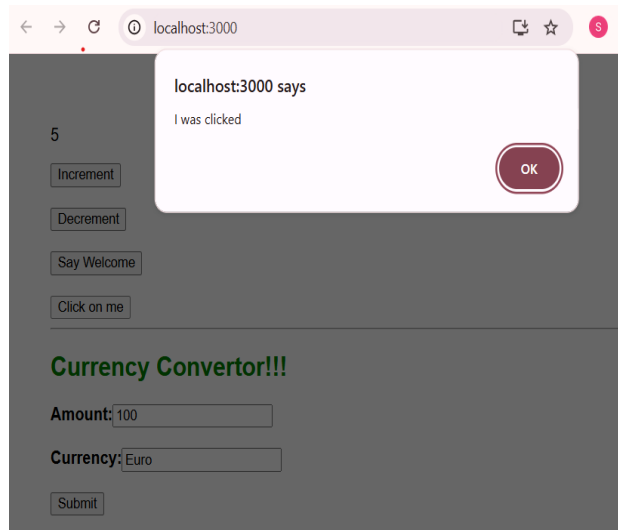 localhost:3000
S
localhost:3000 says
I was clicked
OK
5
Increment
Decrement
Say Welcome
Click on me
Currency Convertor!!!
Amount: 100
Currency: Euro
Submit